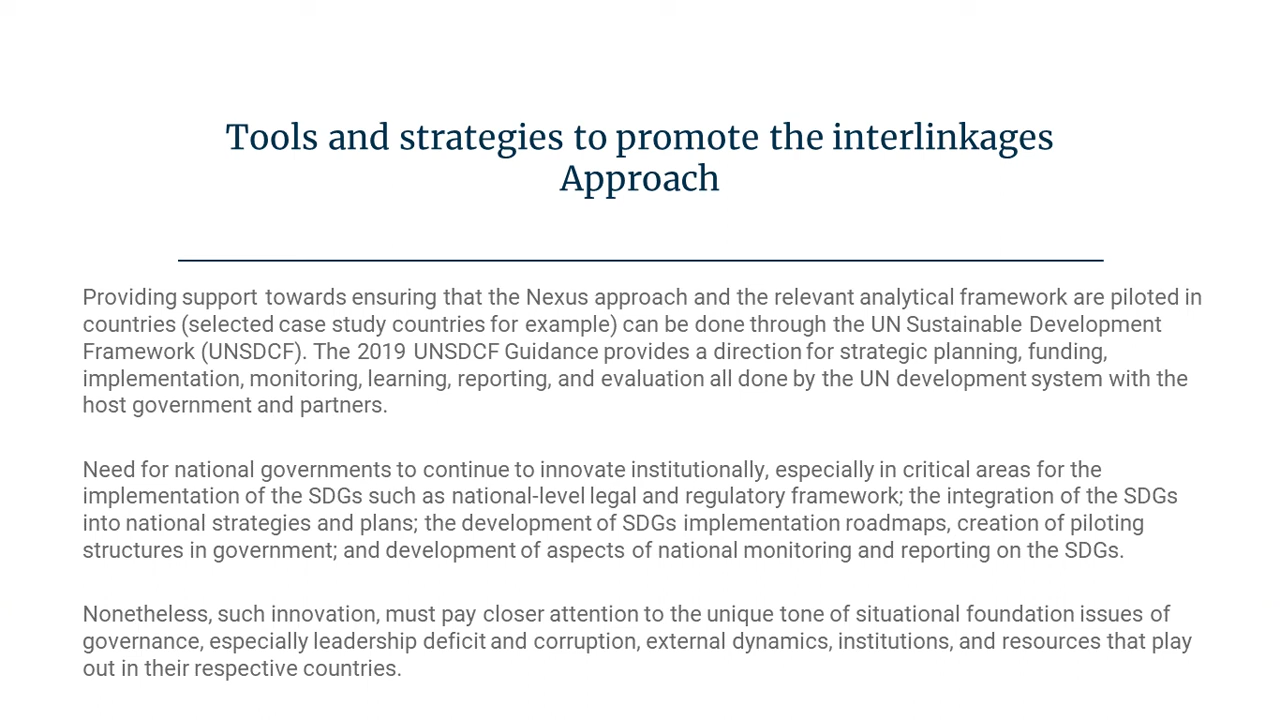 Tools and strategies to promote the interlinkages
Approach
Providing support towards ensuring that the Nexus approach and the relevant analytical framework are piloted in
countries (selected case study countries for example) can be done through the UN Sustainable Development
Framework (UNSDCF). The 2019 UNSDCF Guidance provides a direction for strategic planning, funding,
implementation, monitoring, learning, reporting, and evaluation all done by the UN development system with the
host government and partners.
Need for national governments to continue to innovate institutionally, especially in critical areas for the
implementation of the SDGs such as national-level legal and regulatory framework; the integration of the SDGs
into national strategies and plans; the development of SDGs implementation roadmaps, creation of piloting
structures in government; and development of aspects of national monitoring and reporting on the SDGs.
Nonetheless, such innovation, must pay closer attention to the unique tone of situational foundation issues of
governance, especially leadership deficit and corruption, external dynamics, institutions, and resources that play
out in their respective countries.